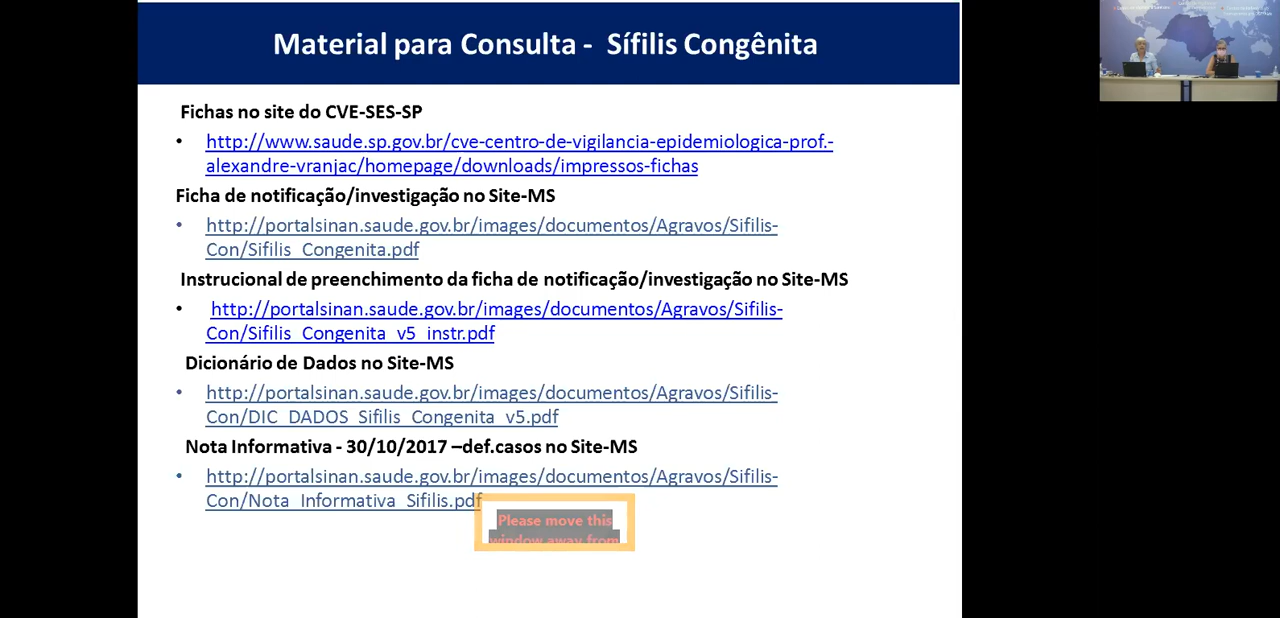 Material para Consulta - Sífilis Congênita
Fichas no site do CVE-SES-SP
• http://www.saude.sp.gov.br/cve-centro-de-vigilancia-epidemiologica-prof.-
alexandre-vranjac/homepage/downloads/impressos-fichas
Ficha de notificação/investigação no Site-MS
• http://portalsinan.saude.gov.br/images/documentos/Agravos/Sifilis-
Con/Sifilis_Congenita.pdf
Instrucional de preenchimento da ficha de notificação/investigação no Site-MS
• http://portalsinan.saude.gov.br/images/documentos/Agravos/Sifilis-
Con/Sifilis_Congenita_v5_instr.pdf
Dicionário de Dados no Site-MS
• http://portalsinan.saude.gov.br/images/documentos/Agravos/Sifilis-
Con/DIC_DADOS_Sifilis_Congenita_v5.pdf
Nota Informativa - 30/10/2017 –def.casos no Site-MS
• http://portalsinan.saude.gov.br/images/documentos/Agravos/Sifilis-
Con/Nota_Informativa_Sifilis.pdf
Please move this
window away from